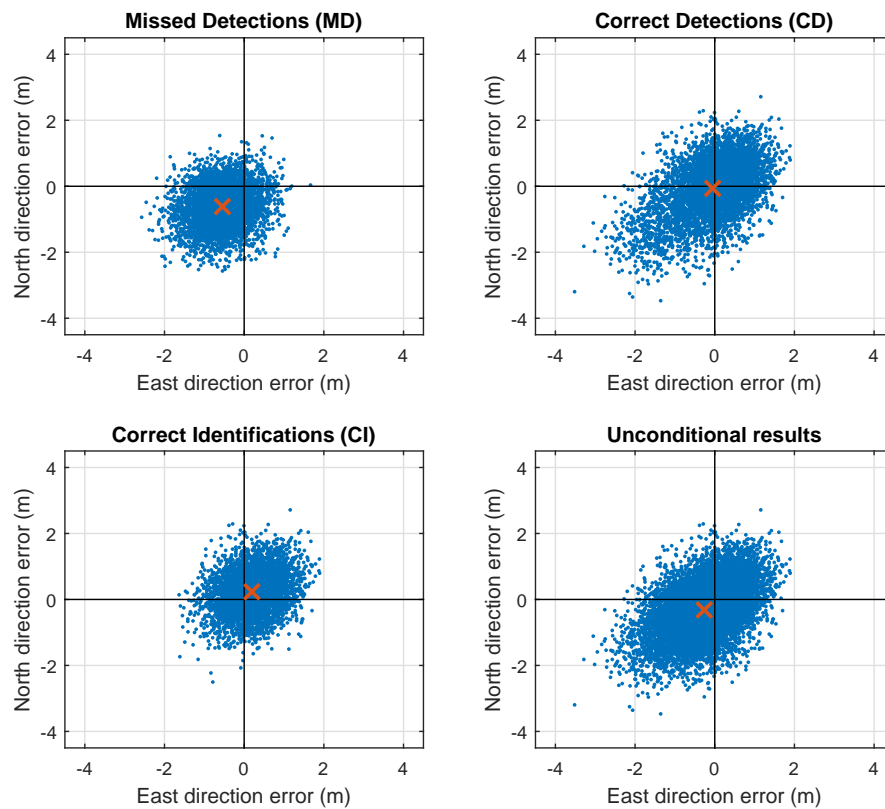 Missed Detections (MD)
Correct Detections (CD)
4
2
0
-2
-4
North direction error (m)
-4 -2 0 2 4
East direction error (m)
4
2
0
-2
-4
North direction error (m)
-4 -2 0 2 4
East direction error (m)
Correct Identifications (CI)
Unconditional results
4
2
0
-2
-4
North direction error (m)
-4 -2 0 2 4
East direction error (m)
4
2
0
-2
-4
North direction error (m)
-4 -2 0 2 4
East direction error (m)